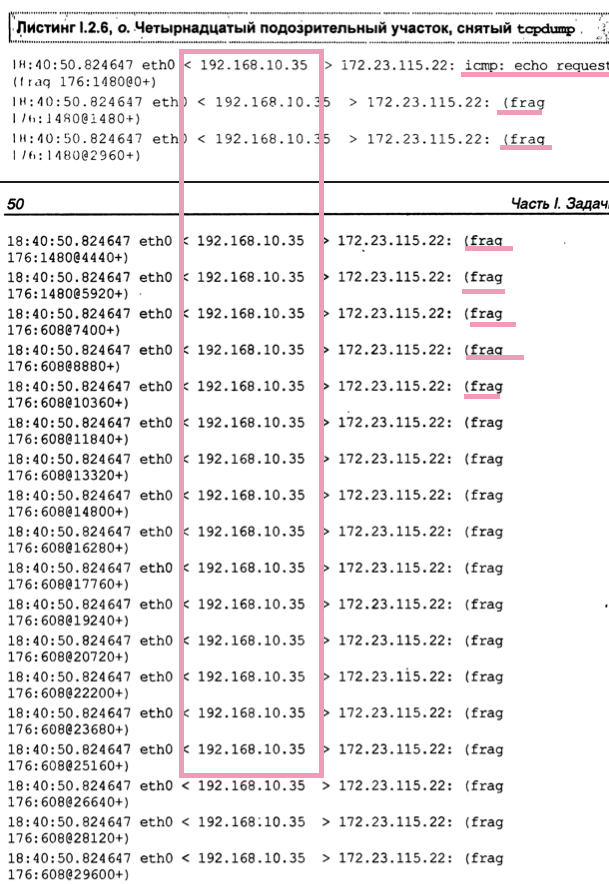 Листинг I.2.6, о. Четырнадцатый подозрительный участок, снятый tcpdump
18:40:50.824647 eth0 < 192.168.10.35 > 172.23.115.22: icmp: echo request
(frag 176:1480@0+)
18:40:50.824647 eth0 < 192.168.10.35 > 172.23.115.22: (frag
176:1480@1480+)
18:40:50.824647 eth0 < 192.168.10.35 > 172.23.115.22: (frag
176:1480@2960+)
50 Часть I. Задачи
18:40:50.824647 eth0 < 192.168.10.35 > 172.23.115.22: (frag
176:1480@4440+)
18:40:50.824647 eth0 < 192.168.10.35 > 172.23.115.22: (frag
176:1480@5920+)
18:40:50.824647 eth0 < 192.168.10.35 > 172.23.115.22: (frag
176:608@7400+)
18:40:50.824647 eth0 < 192.168.10.35 > 172.23.115.22: (frag
176:608@8880+)
18:40:50.824647 eth0 < 192.168.10.35 > 172.23.115.22: (frag
176:608@10360+)
18:40:50.824647 eth0 < 192.168.10.35 > 172.23.115.22: (frag
176:608@11840+)
18:40:50.824647 eth0 < 192.168.10.35 > 172.23.115.22: (frag
176:608@13320+)
18:40:50.824647 eth0 < 192.168.10.35 > 172.23.115.22: (frag
176:608@14800+)
18:40:50.824647 eth0 < 192.168.10.35 > 172.23.115.22: (frag
176:608@16280+)
18:40:50.824647 eth0 < 192.168.10.35 > 172.23.115.22: (frag
176:608@17760+)
18:40:50.824647 eth0 < 192.168.10.35 > 172.23.115.22: (frag
176:608@19240+)
18:40:50.824647 eth0 < 192.168.10.35 > 172.23.115.22: (frag
176:608@20720+)
18:40:50.824647 eth0 < 192.168.10.35 > 172.23.115.22: (frag
176:608@22200+)
18:40:50.824647 eth0 < 192.168.10.35 > 172.23.115.22: (frag
176:608@23680+)
18:40:50.824647 eth0 < 192.168.10.35 > 172.23.115.22: (frag
176:608@25160+)
18:40:50.824647 eth0 < 192.168.10.35 > 172.23.115.22: (frag
176:608@26640+)
18:40:50.824647 eth0 < 192.168.10.35 > 172.23.115.22: (frag
176:608@28120+)
18:40:50.824647 eth0 < 192.168.10.35 > 172.23.115.22: (frag
176:608@29600+)